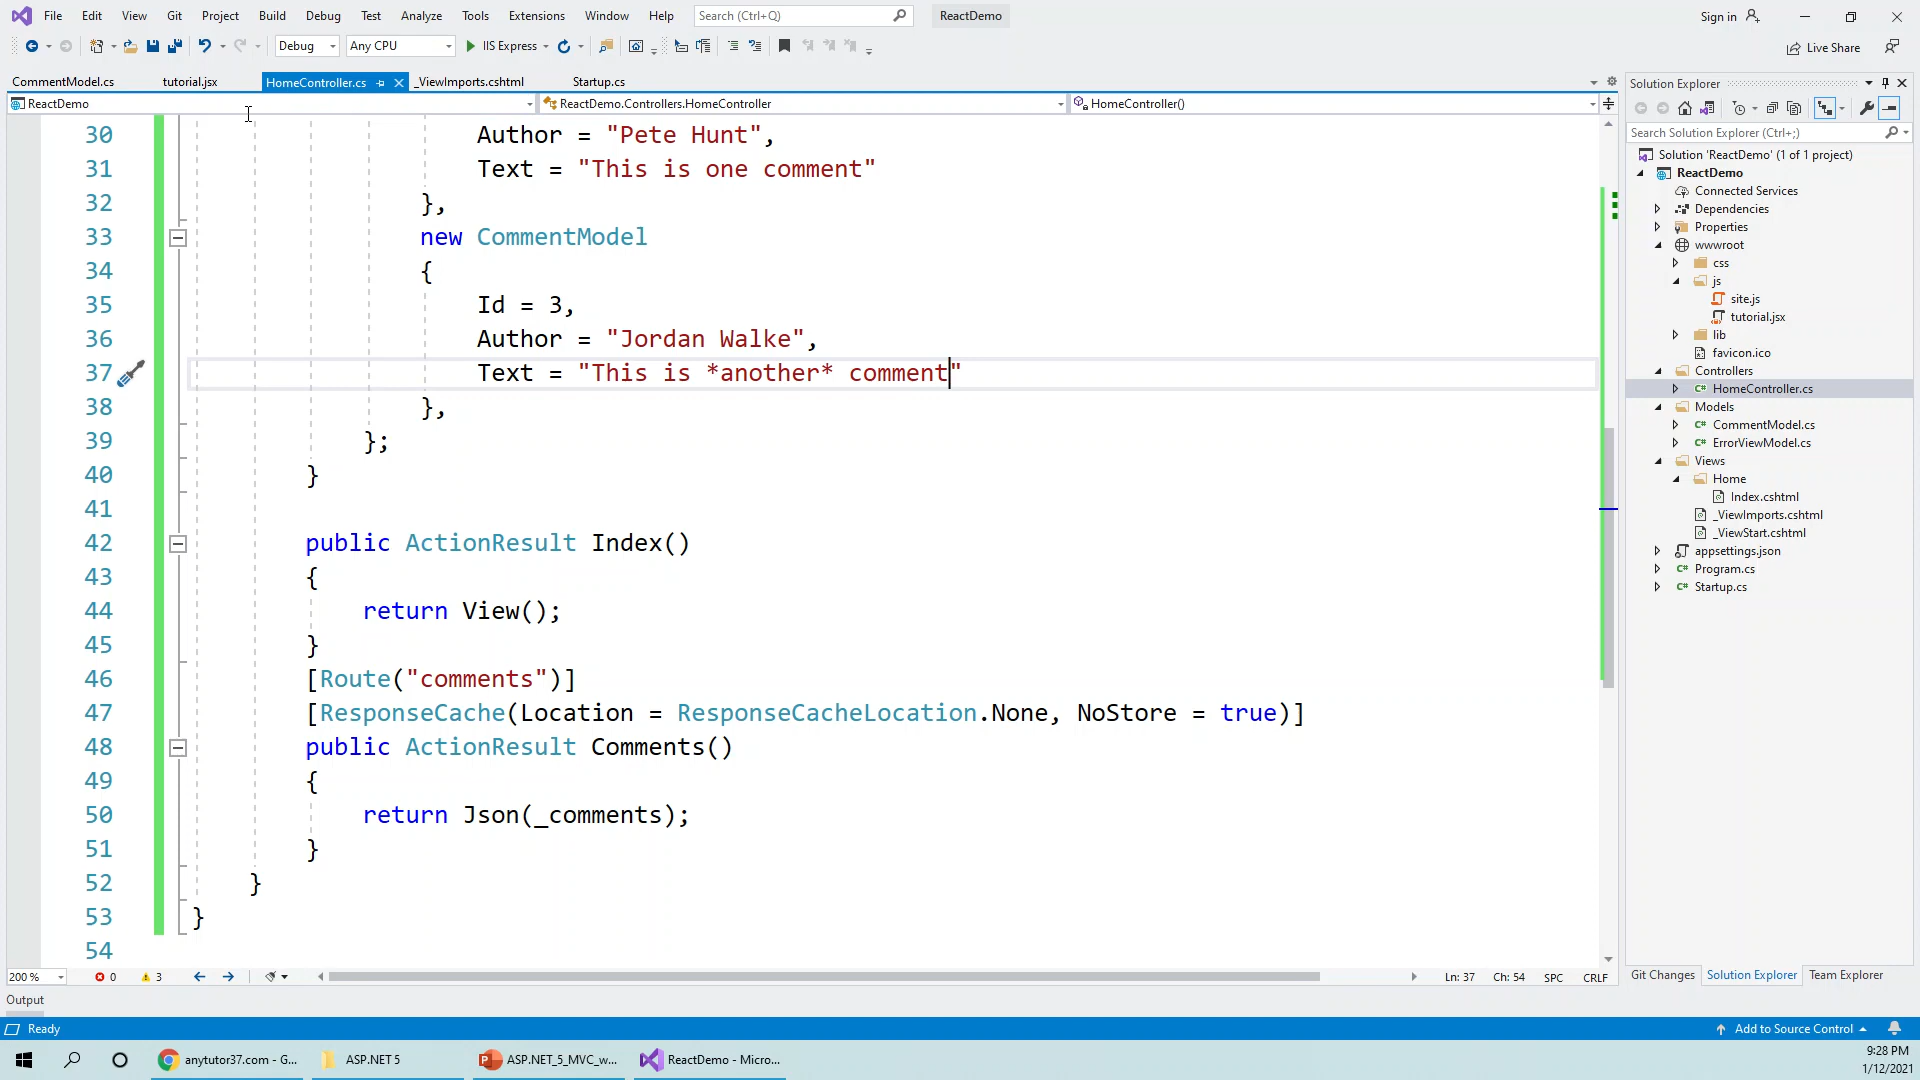 File Edit View Git Project Build Debug Test Analyze Tools Extensions Window Help Search (Ctrl+Q) ReactDemo Sign in
Debug Any CPU IIS Express Live Share
CommentModel.cs tutorial.jsx HomeController.cs _ViewImports.cshtml Startup.cs
ReactDemo ReactDemo.Controllers.HomeController HomeController()
30 Author = "Pete Hunt",
31 Text = "This is one comment"
32 },
33 new CommentModel
34 {
35 Id = 3,
36 Author = "Jordan Walke",
37 Text = "This is *another* comment"
38 },
39 };
40 }
41
42 public ActionResult Index()
43 {
44 return View();
45 }
46 [Route("comments")]
47 [ResponseCache(Location = ResponseCacheLocation.None, NoStore = true)]
48 public ActionResult Comments()
49 {
50 return Json(_comments);
51 }
52 }
53 }
54
200 % 0 3 Ln: 37 Ch: 54 SPC CRLF
Output
Solution Explorer
Search Solution Explorer (Ctrl+;)
Solution 'ReactDemo' (1 of 1 project)
ReactDemo
Connected Services
Dependencies
Properties
wwwroot
css
js
site.js
tutorial.jsx
lib
favicon.ico
Controllers
C# HomeController.cs
Models
C# CommentModel.cs
C# ErrorViewModel.cs
Views
Home
Index.cshtml
_ViewImports.cshtml
_ViewStart.cshtml
appsettings.json
C# Program.cs
C# Startup.cs
Git Changes Solution Explorer Team Explorer
Ready Add to Source Control
anytutor37.com - G... ASP.NET 5 ASP.NET_5_MVC_w... ReactDemo - Micro...
9:28 PM
1/12/2021